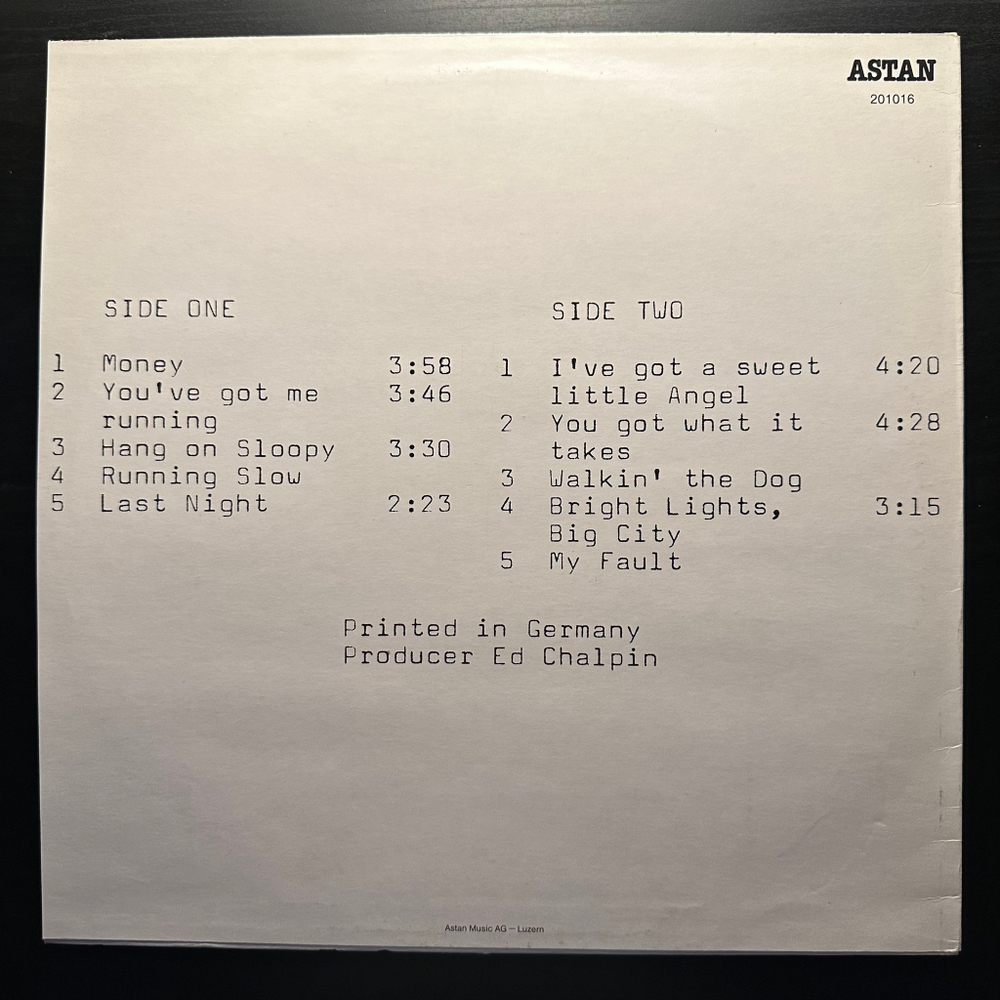 ASTAN
201016
SIDE ONE
1 Money 3:58
2 You've got me 3:46
running
3 Hang on Sloopy 3:30
4 Running Slow
5 Last Night 2:23
SIDE TWO
1 I've got a sweet 4:20
little Angel
2 You got what it 4:28
takes
3 Walkin' the Dog
4 Bright Lights, 3:15
Big City
5 My Fault
Printed in Germany
Producer Ed Chalpin
Astan Music AG – Luzern